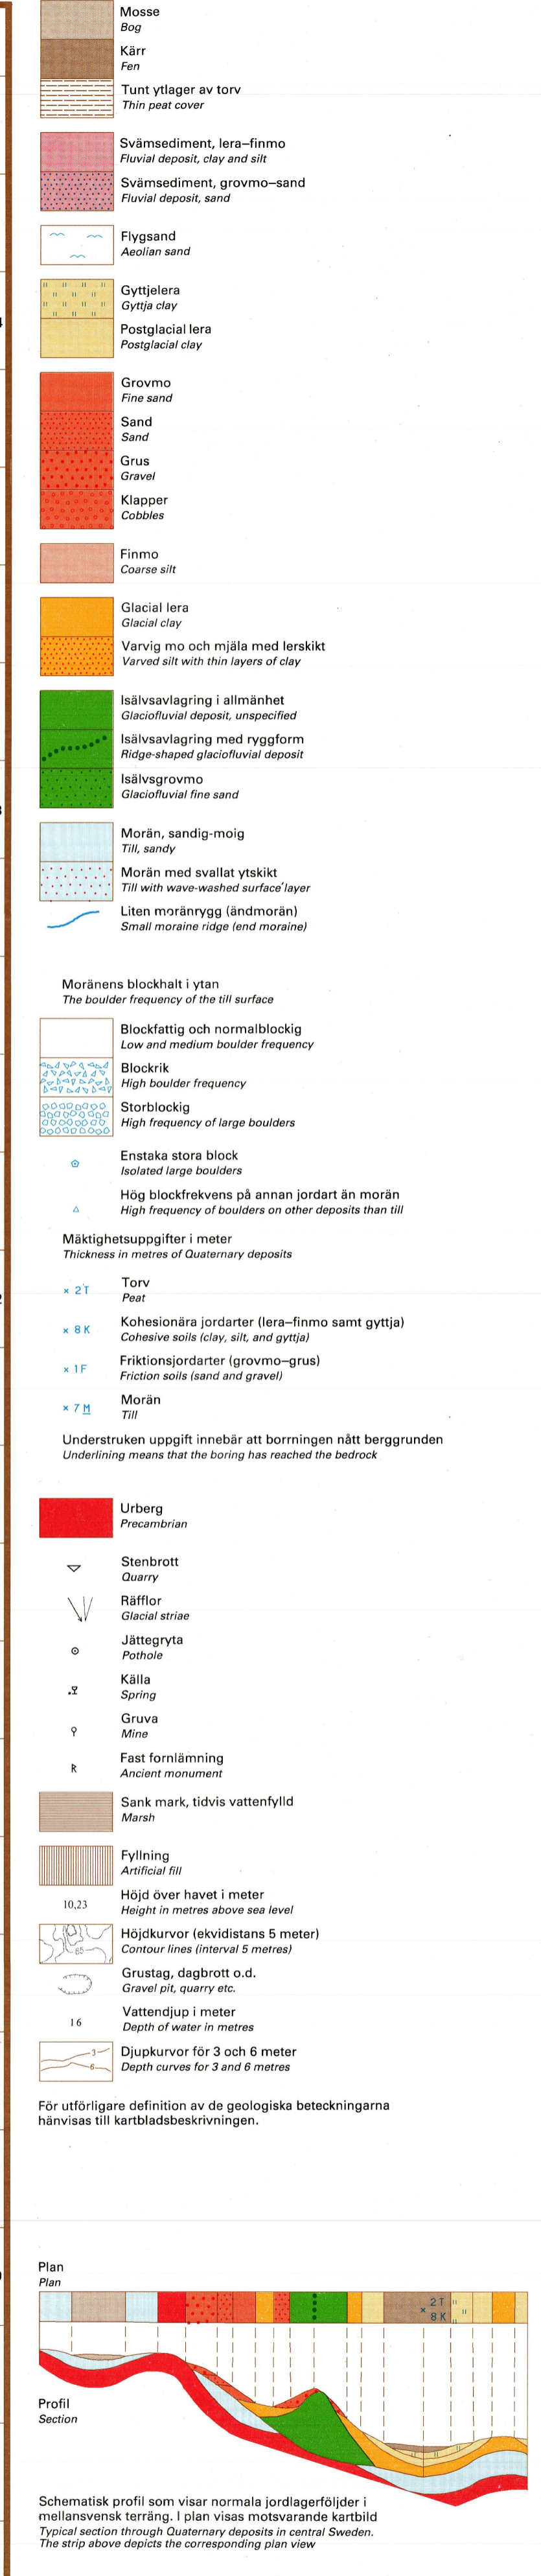 Mosse
Bog
Kärr
Fen
Tunt ytlager av torv
Thin peat cover
Svämsediment, lera–finmo
Fluvial deposit, clay and silt
Svämsediment, grovmo–sand
Fluvial deposit, sand
Flygsand
Aeolian sand
Gyttjelera
Gyttja clay
Postglacial lera
Postglacial clay
Grovmo
Fine sand
Sand
Sand
Grus
Gravel
Klapper
Cobbles
Finmo
Coarse silt
Glacial lera
Glacial clay
Varvig mo och mjäla med lerskikt
Varved silt with thin layers of clay
Isälvsavlagring i allmänhet
Glaciofluvial deposit, unspecified
Isälvsavlagring med ryggform
Ridge-shaped glaciofluvial deposit
Isälvsgrovmo
Glaciofluvial fine sand
Morän, sandig-moig
Till, sandy
Morän med svallat ytskikt
Till with wave-washed surface layer
Liten moränrygg (ändmorän)
Small moraine ridge (end moraine)
Moränens blockhalt i ytan
The boulder frequency of the till surface
Blockfattig och normalblockig
Low and medium boulder frequency
Blockrik
High boulder frequency
Storblockig
High frequency of large boulders
Enstaka stora block
Isolated large boulders
Hög blockfrekvens på annan jordart än morän
High frequency of boulders on other deposits than till
Mäktighetsuppgifter i meter
Thickness in metres of Quaternary deposits
× 2T Torv
Peat
× 8 K Kohesionära jordarter (lera–finmo samt gyttja)
Cohesive soils (clay, silt, and gyttja)
× 1F Friktionsjordarter (grovmo–grus)
Friction soils (sand and gravel)
× 7 M Morän
Till
Understruken uppgift innebär att borrningen nått berggrunden
Underlining means that the boring has reached the bedrock
Urberg
Precambrian
Stenbrott
Quarry
Räfflor
Glacial striae
Jättegryta
Pothole
Källa
Spring
Gruva
Mine
R Fast fornlämning
Ancient monument
Sank mark, tidvis vattenfylld
Marsh
Fyllning
Artificial fill
10,23 Höjd över havet i meter
Height in metres above sea level
65 Höjdkurvor (ekvidistans 5 meter)
Contour lines (interval 5 metres)
Grustag, dagbrott o.d.
Gravel pit, quarry etc.
16 Vattendjup i meter
Depth of water in metres
3 Djupkurvor för 3 och 6 meter
6 Depth curves for 3 and 6 metres
För utförligare definition av de geologiska beteckningarna
hänvisas till kartbladsbeskrivningen.
Plan
Plan
2T
× 8K
Profil
Section
Schematisk profil som visar normala jordlagerföljder i
mellansvensk terräng. I plan visas motsvarande kartbild
Typical section through Quaternary deposits in central Sweden.
The strip above depicts the corresponding plan view